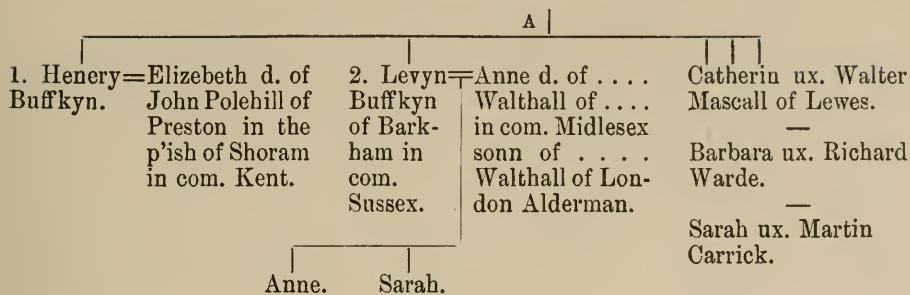 A
1. Henery=Elizebeth d. of
Buffkyn. John Polehill of
Preston in the
p'ish of Shoram
in com. Kent.
2. Levyn=Anne d. of . . . .
Buffkyn Walthall of . . . .
of Bark- in com. Midlesex
ham in sonn of . . . .
com. Walthall of Lon-
Sussex. don Alderman.
Catherin ux. Walter
Mascall of Lewes.
—
Barbara ux. Richard
Warde.
—
Sarah ux. Martin
Carrick.
Anne. Sarah.